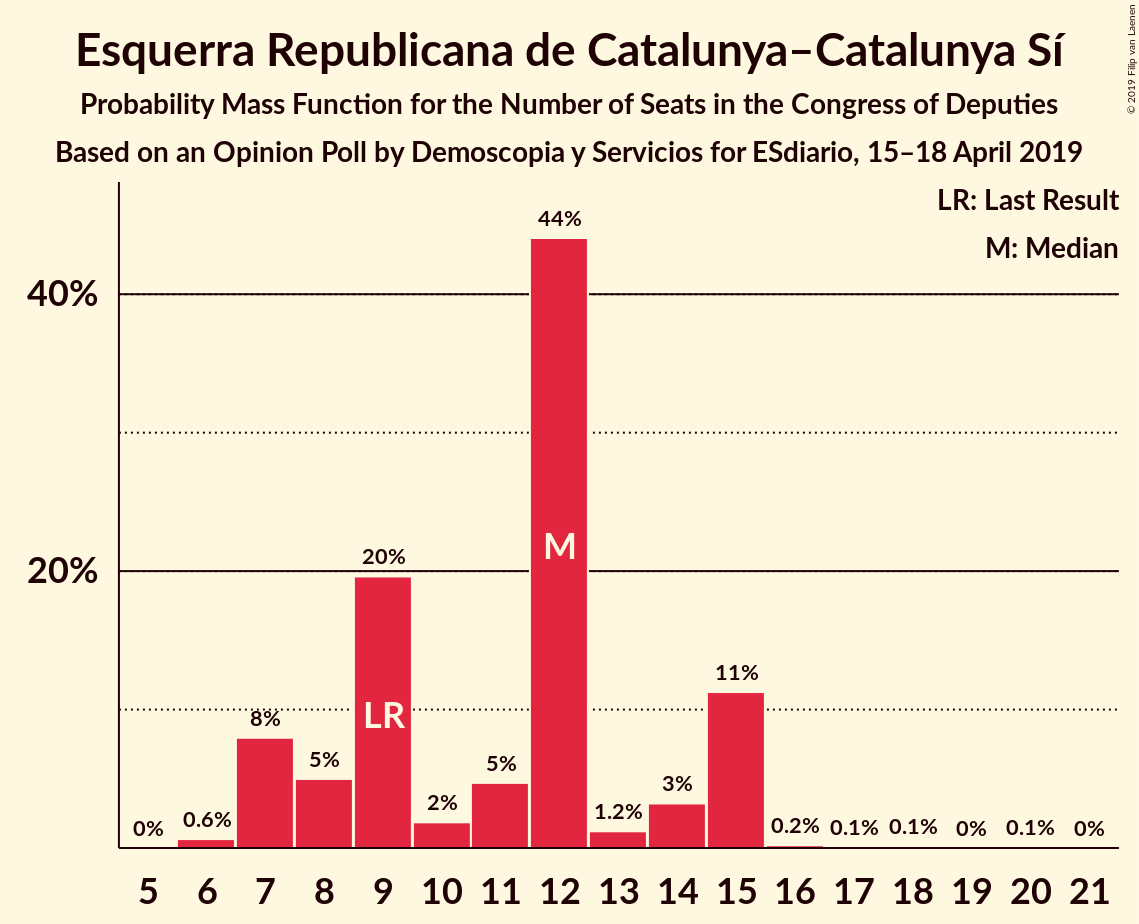 Esquerra Republicana de Catalunya–Catalunya Sí
Probability Mass Function for the Number of Seats in the Congress of Deputies
Based on an Opinion Poll by Demoscopia y Servicios for ESdiario, 15–18 April 2019
© 2019 Filip van Laenen
LR: Last Result
M: Median
40%
20%
0%
0.6%
8%
5%
20%
2%
5%
44%
1.2%
3%
11%
0.2%
0.1%
0.1%
0%
0.1%
0%
LR
M
5 6 7 8 9 10 11 12 13 14 15 16 17 18 19 20 21